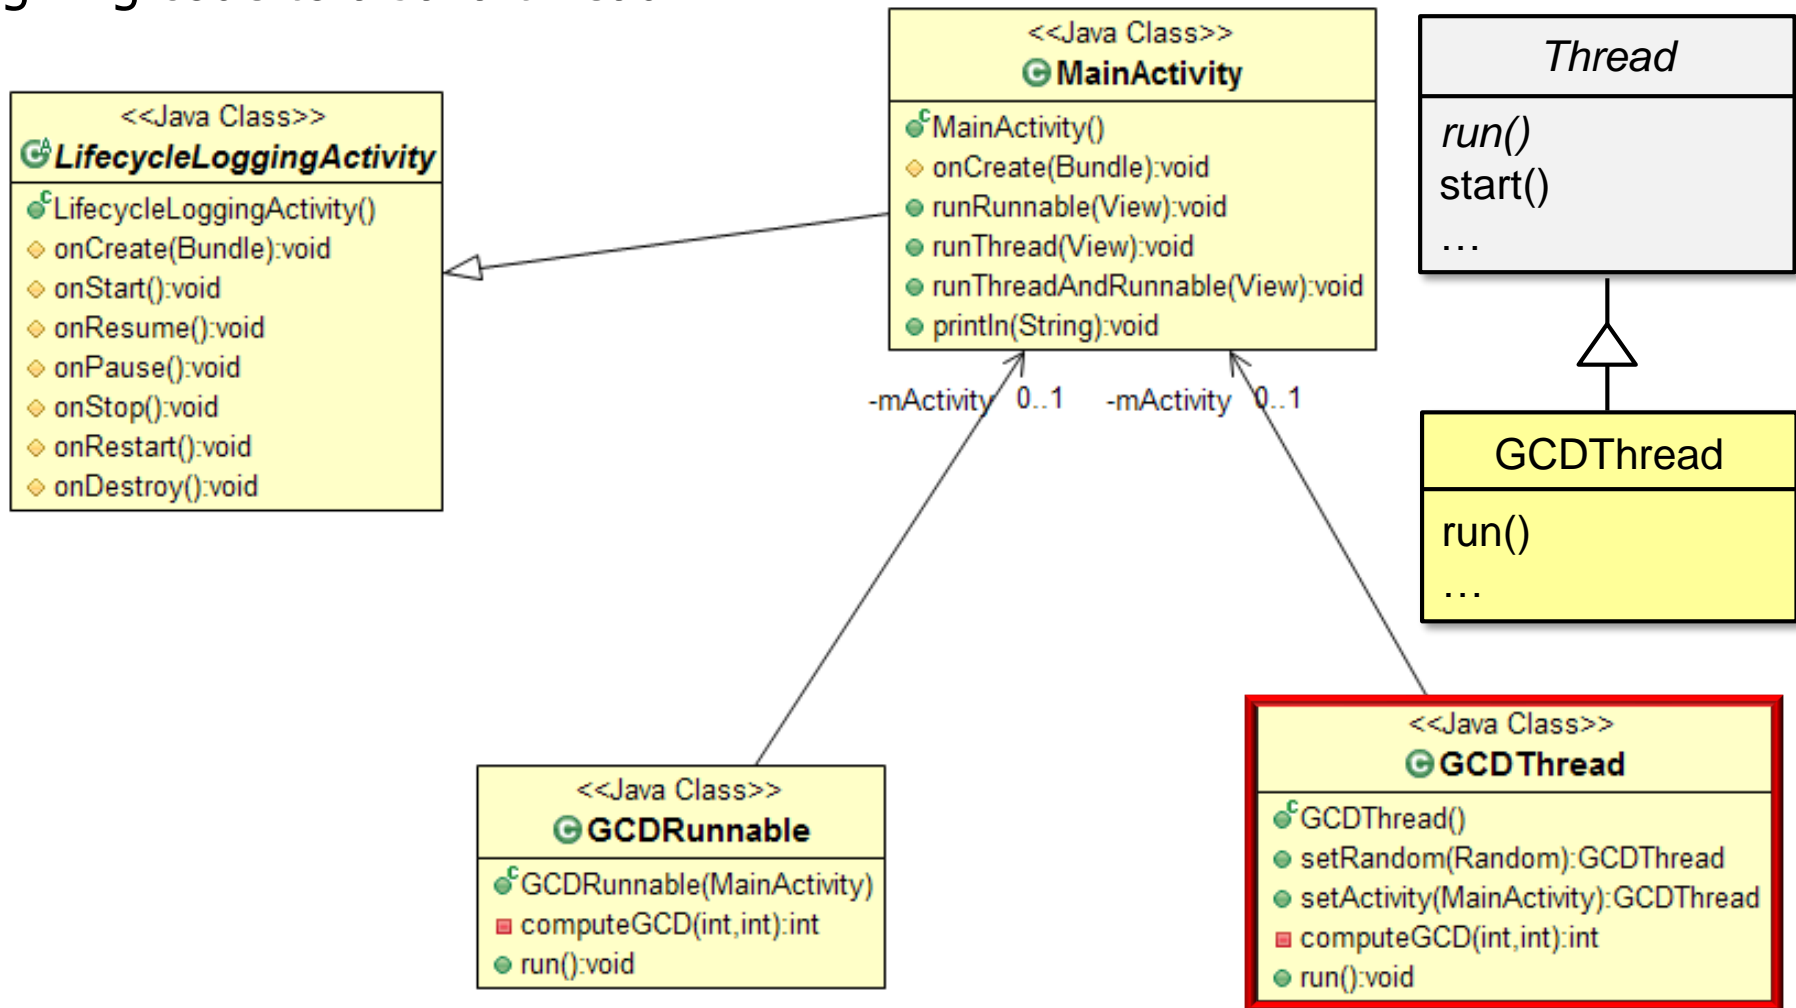 <<Java Class>>
LifecycleLoggingActivity
LifecycleLoggingActivity()
onCreate(Bundle):void
onStart():void
onResume():void
onPause():void
onStop():void
onRestart():void
onDestroy():void
<<Java Class>>
MainActivity
MainActivity()
onCreate(Bundle):void
runRunnable(View):void
runThread(View):void
runThreadAndRunnable(View):void
println(String):void
-mActivity 0..1 -mActivity 0..1
Thread
run()
start()
…
GCDThread
run()
…
<<Java Class>>
GCDRunnable
GCDRunnable(MainActivity)
computeGCD(int,int):int
run():void
<<Java Class>>
GCDThread
GCDThread()
setRandom(Random):GCDThread
setActivity(MainActivity):GCDThread
computeGCD(int,int):int
run():void